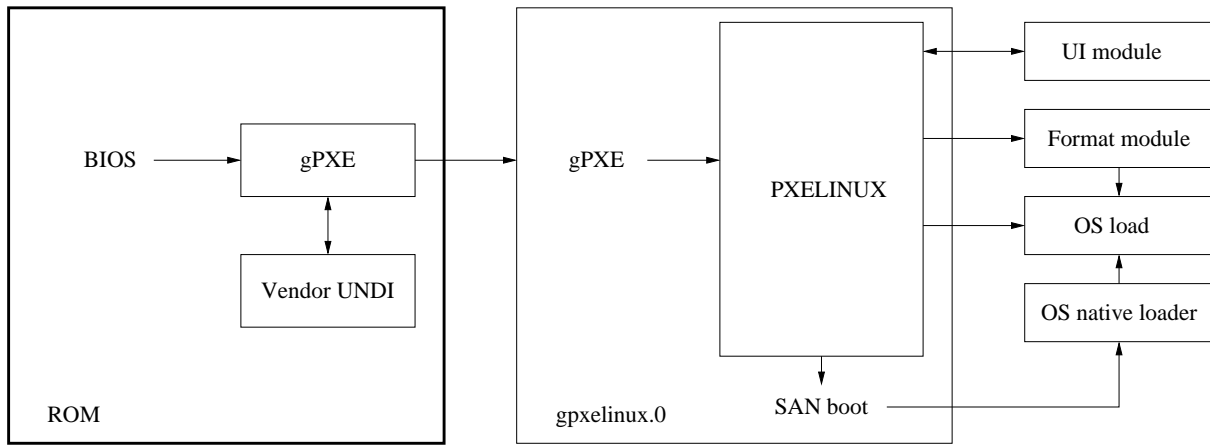 BIOS
gPXE
Vendor UNDI
ROM
gPXE
PXELINUX
SAN boot
gpxelinux.0
UI module
Format module
OS load
OS native loader